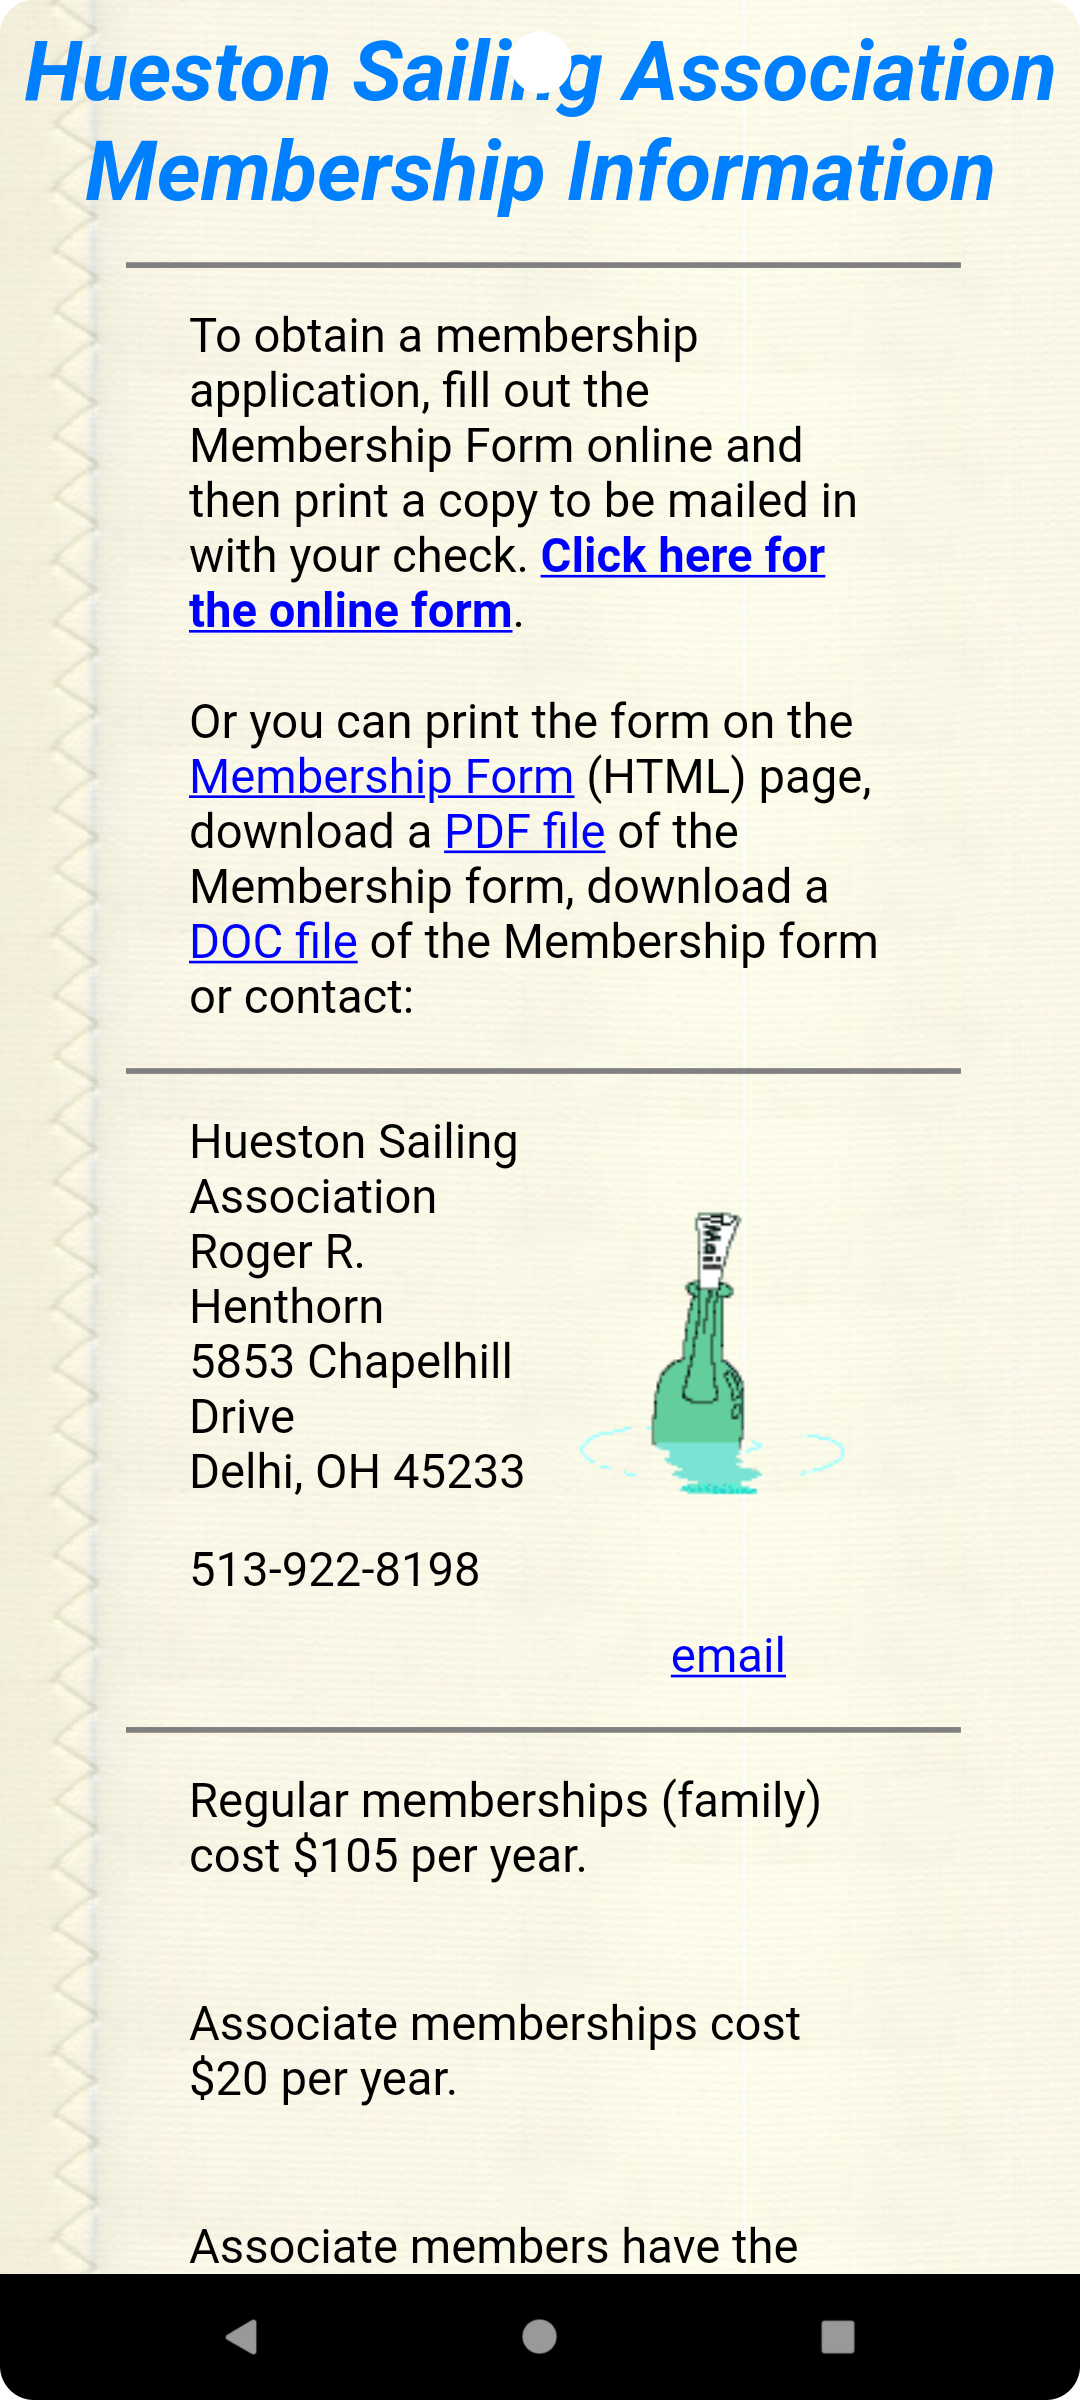 Hueston Sailing Association
Membership Information
To obtain a membership
application, fill out the
Membership Form online and
then print a copy to be mailed in
with your check. Click here for
the online form.
Or you can print the form on the
Membership Form (HTML) page,
download a PDF file of the
Membership form, download a
DOC file of the Membership form
or contact:
Hueston Sailing
Association
Roger R.
Henthorn
5853 Chapelhill
Drive
Delhi, OH 45233
Mail
513-922-8198
email
Regular memberships (family)
cost $105 per year.
Associate memberships cost
$20 per year.
Associate members have the